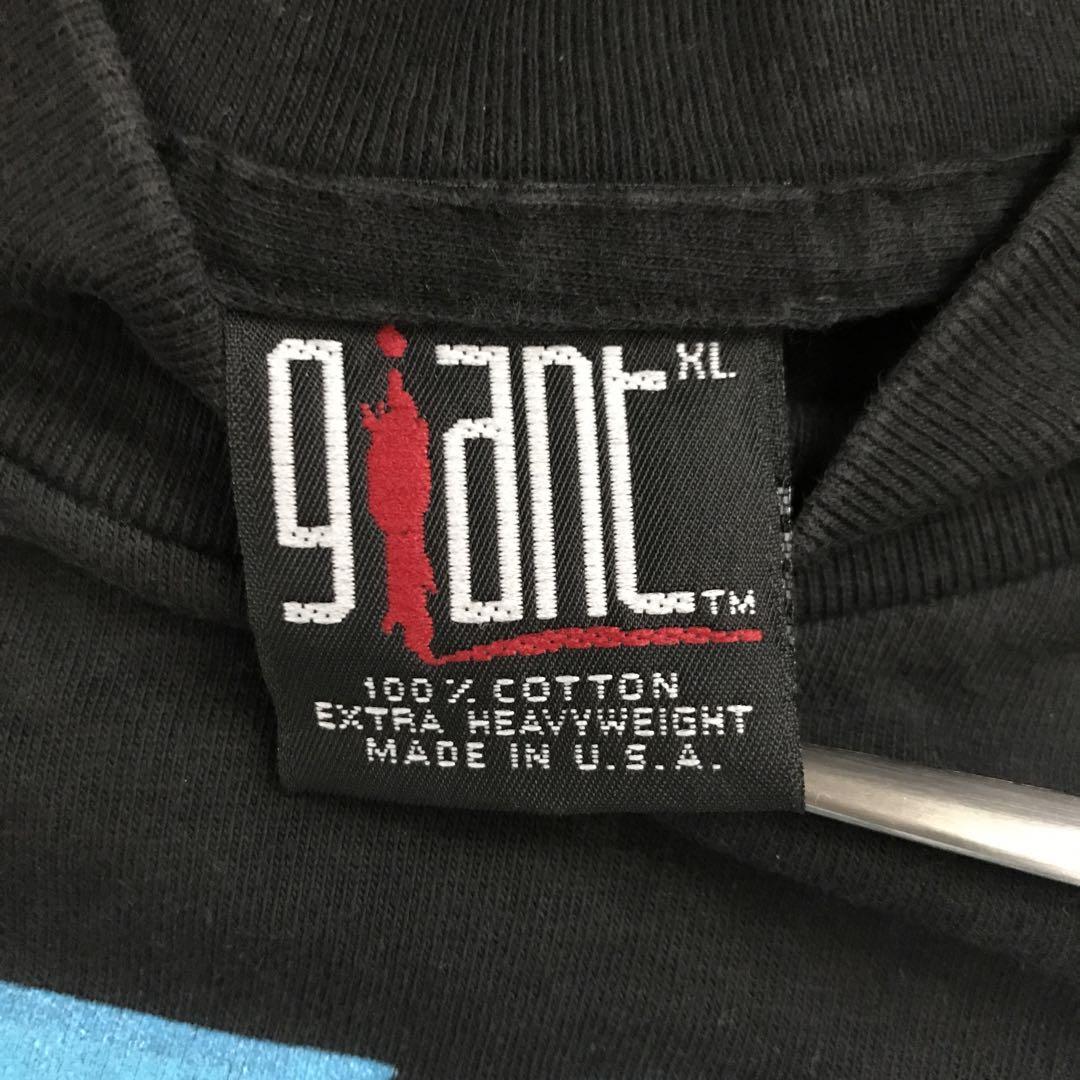 giant XL.
TM
100% COTTON
EXTRA HEAVYWEIGHT
MADE IN U.S.A.